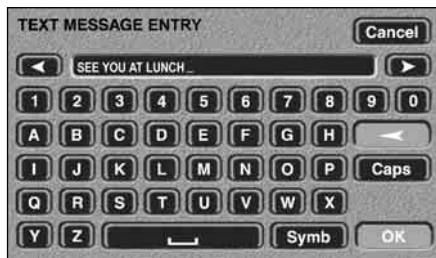 TEXT MESSAGE ENTRY
Cancel
SEE YOU AT LUNCH_
1 2 3 4 5 6 7 8 9 0
A B C D E F G H
I J K L M N O P Caps
Q R S T U V W X
Y Z Symb OK